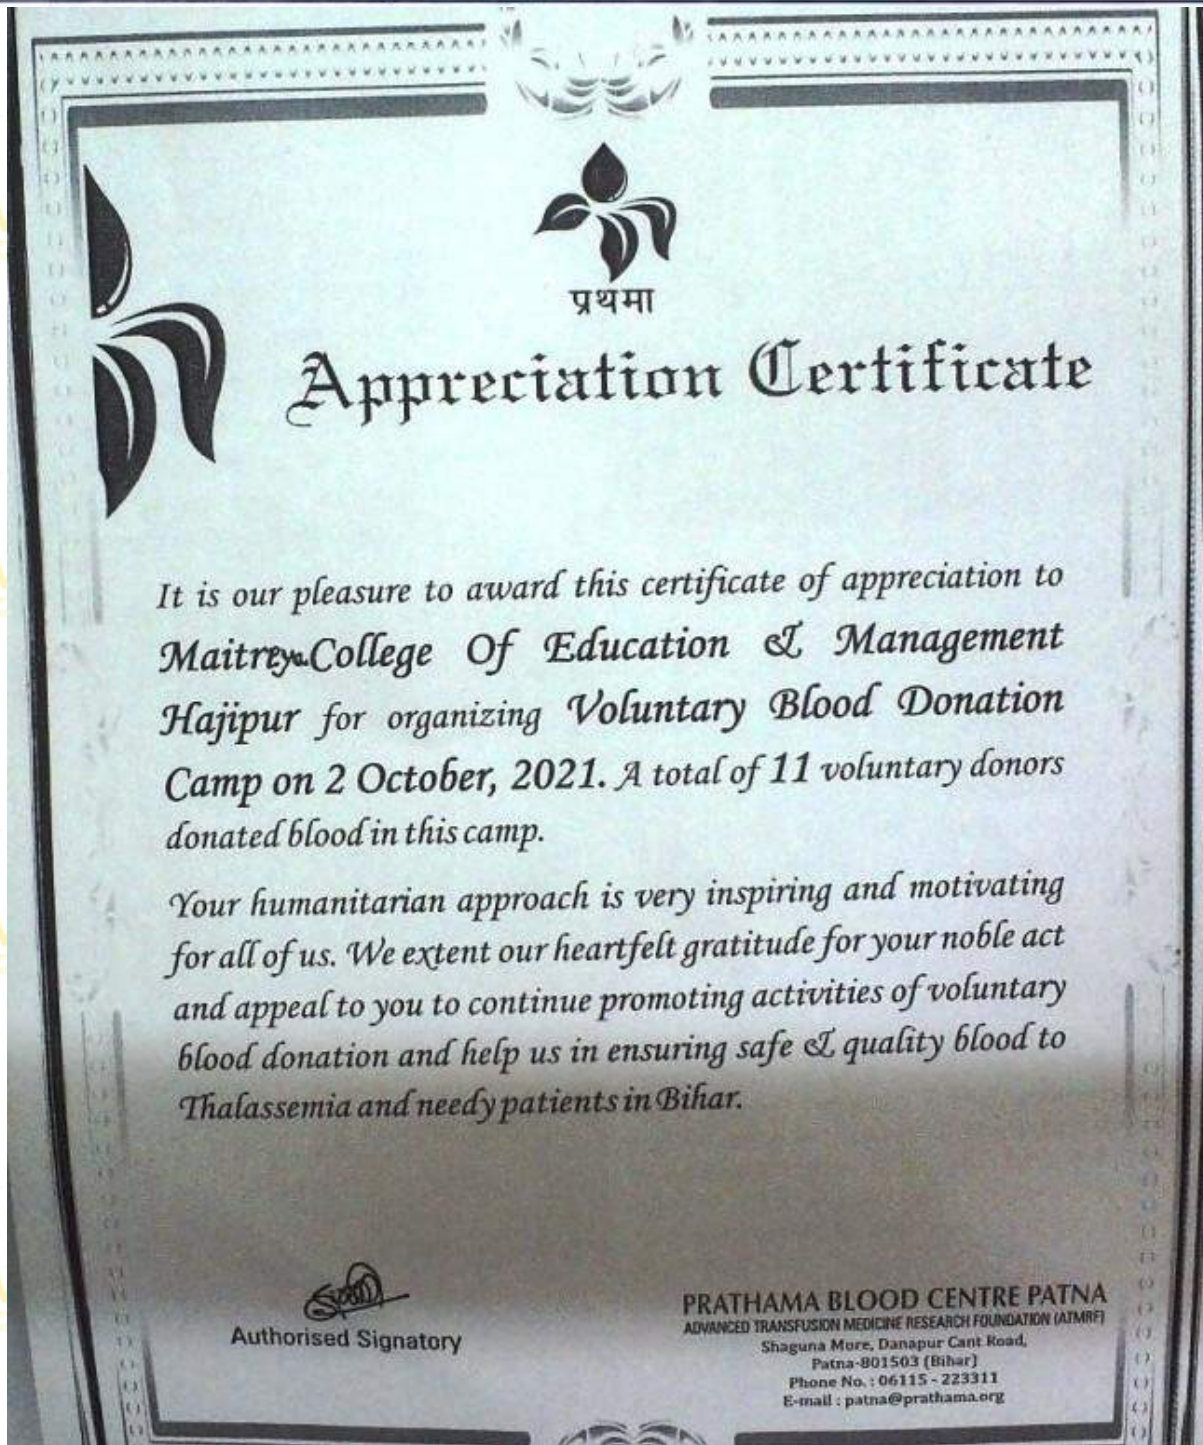 प्रथमा
Appreciation Certificate
It is our pleasure to award this certificate of appreciation to
Maitreya College Of Education & Management
Hajipur for organizing Voluntary Blood Donation
Camp on 2 October, 2021. A total of 11 voluntary donors
donated blood in this camp.
Your humanitarian approach is very inspiring and motivating
for all of us. We extent our heartfelt gratitude for your noble act
and appeal to you to continue promoting activities of voluntary
blood donation and help us in ensuring safe & quality blood to
Thalassemia and needy patients in Bihar.
Authorised Signatory
PRATHAMA BLOOD CENTRE PATNA
ADVANCED TRANSFUSION MEDICINE RESEARCH FOUNDATION (ATMRF)
Shaguna More, Danapur Cant Road,
Patna-801503 (Bihar)
Phone No. : 06115 - 223311
E-mail : patna@prathama.org